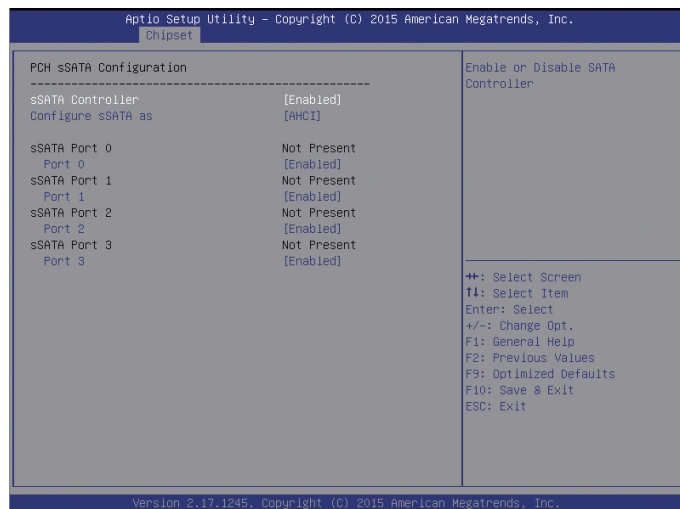 Aptio Setup Utility – Copyright (C) 2015 American Megatrends, Inc.
Chipset
PCH sSATA Configuration
------------------------------------------
sSATA Controller [Enabled]
Configure sSATA as [AHCI]
sSATA Port 0 Not Present
Port 0 [Enabled]
sSATA Port 1 Not Present
Port 1 [Enabled]
sSATA Port 2 Not Present
Port 2 [Enabled]
sSATA Port 3 Not Present
Port 3 [Enabled]
Enable or Disable SATA
Controller
→←: Select Screen
↑↓: Select Item
Enter: Select
+/-: Change Opt.
F1: General Help
F2: Previous Values
F9: Optimized Defaults
F10: Save & Exit
ESC: Exit
Version 2.17.1245. Copyright (C) 2015 American Megatrends, Inc.